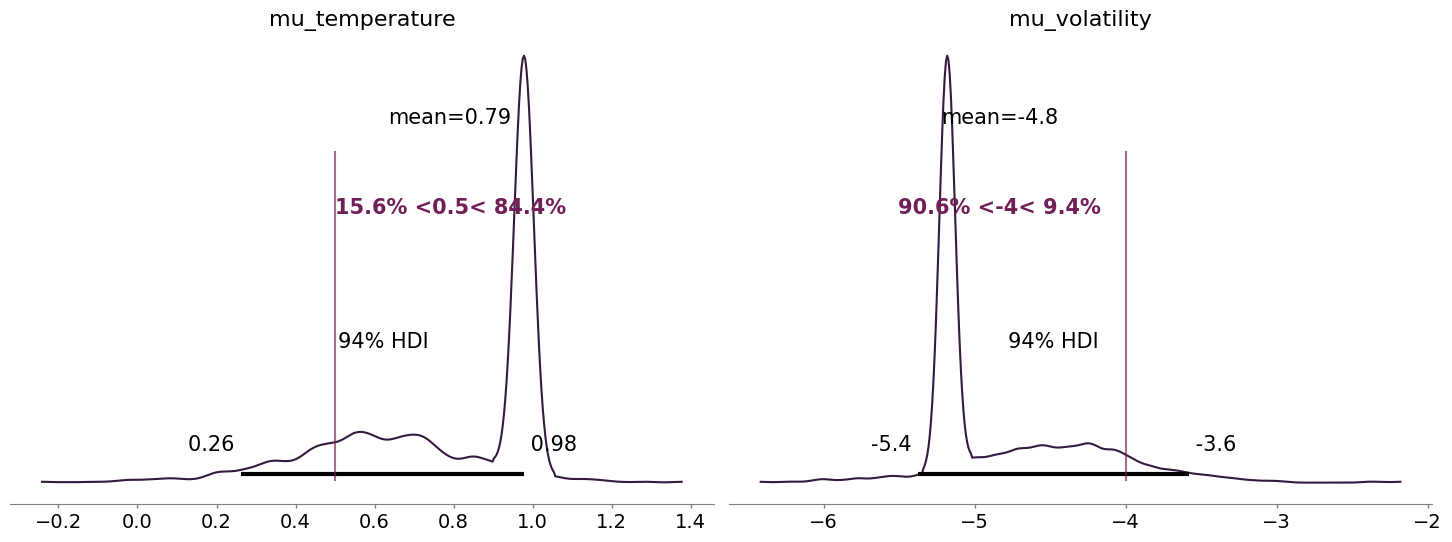 mu_temperature
mean=0.79
15.6% <0.5< 84.4%
94% HDI
0.26 0.98
−0.2 0.0 0.2 0.4 0.6 0.8 1.0 1.2 1.4
mu_volatility
mean=-4.8
90.6% <-4< 9.4%
94% HDI
-5.4 -3.6
−6 −5 −4 −3 −2